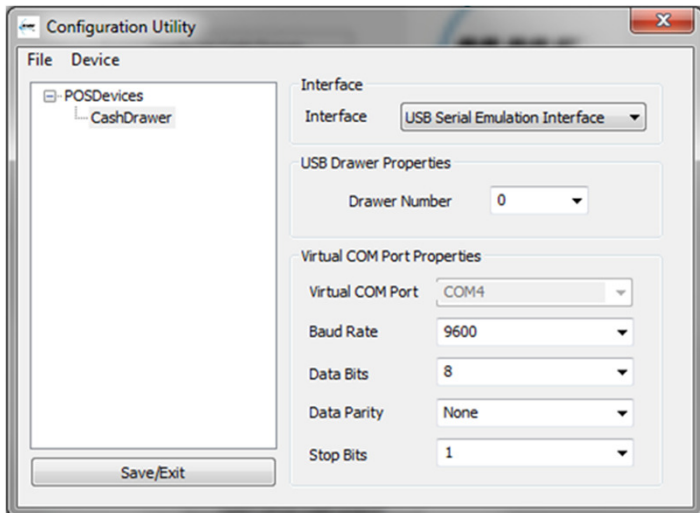 Configuration Utility
File Device
POSDevices
CashDrawer
Save/Exit
Interface
Interface USB Serial Emulation Interface
USB Drawer Properties
Drawer Number 0
Virtual COM Port Properties
Virtual COM Port COM4
Baud Rate 9600
Data Bits 8
Data Parity None
Stop Bits 1